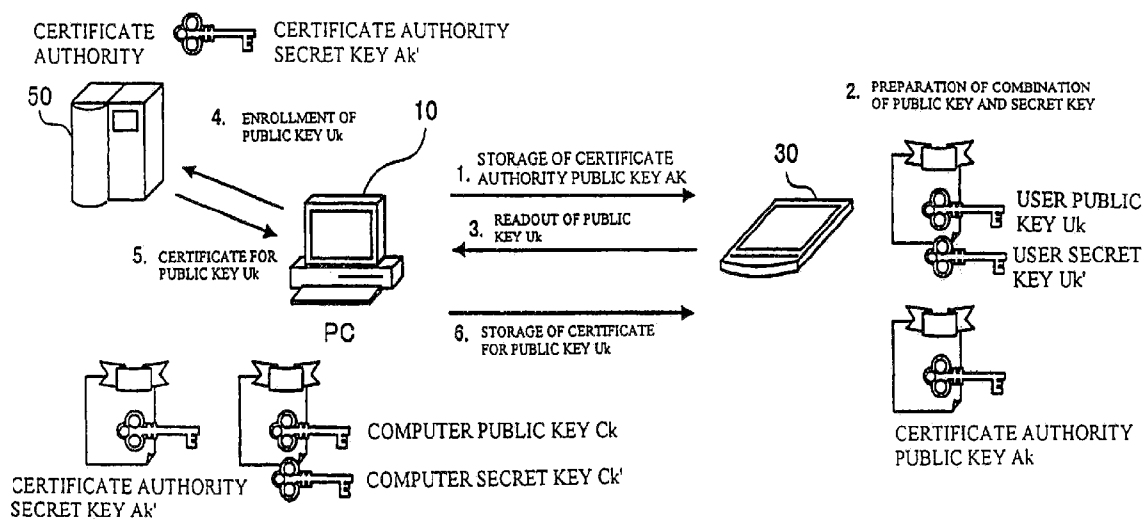 CERTIFICATE
AUTHORITY
CERTIFICATE AUTHORITY
SECRET KEY Ak'
50
4. ENROLLMENT OF
PUBLIC KEY Uk
10
2. PREPARATION OF COMBINATION
OF PUBLIC KEY AND SECRET KEY
1. STORAGE OF CERTIFICATE
AUTHORITY PUBLIC KEY AK
30
3. READOUT OF PUBLIC
KEY Uk
USER PUBLIC
KEY Uk
USER SECRET
KEY Uk'
5. CERTIFICATE FOR
PUBLIC KEY Uk
PC
6. STORAGE OF CERTIFICATE
FOR PUBLIC KEY Uk
COMPUTER PUBLIC KEY Ck
COMPUTER SECRET KEY Ck'
CERTIFICATE AUTHORITY
SECRET KEY Ak'
CERTIFICATE AUTHORITY
PUBLIC KEY Ak